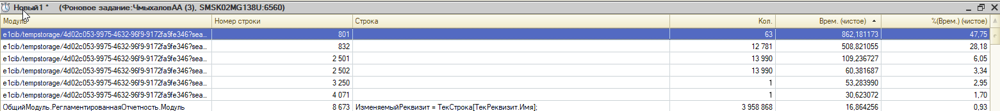 Новый1 * (Фоновое задание:ЧмыхаловАА (3), SMSK02MG138U:6560)
Модуль Номер строки Строка Кол. Врем. (чистое) %(Врем.) (чистое)
e1cib/tempstorage/4d02c053-9975-4632-96f9-9172fa9fe346?sea... 801 63 862,181173 47,75
e1cib/tempstorage/4d02c053-9975-4632-96f9-9172fa9fe346?sea... 832 12 781 508,821055 28,18
e1cib/tempstorage/4d02c053-9975-4632-96f9-9172fa9fe346?sea... 2 501 13 990 109,236727 6,05
e1cib/tempstorage/4d02c053-9975-4632-96f9-9172fa9fe346?sea... 2 502 13 990 60,381687 3,34
e1cib/tempstorage/4d02c053-9975-4632-96f9-9172fa9fe346?sea... 3 250 1 53,283990 2,95
e1cib/tempstorage/4d02c053-9975-4632-96f9-9172fa9fe346?sea... 4 071 1 30,623072 1,70
ОбщийМодуль.РегламентированнаяОтчетность.Модуль 8 673 ИзменяемыйРеквизит = ТекСтрока[ТекРеквизит.Имя]; 3 958 868 16,864256 0,93